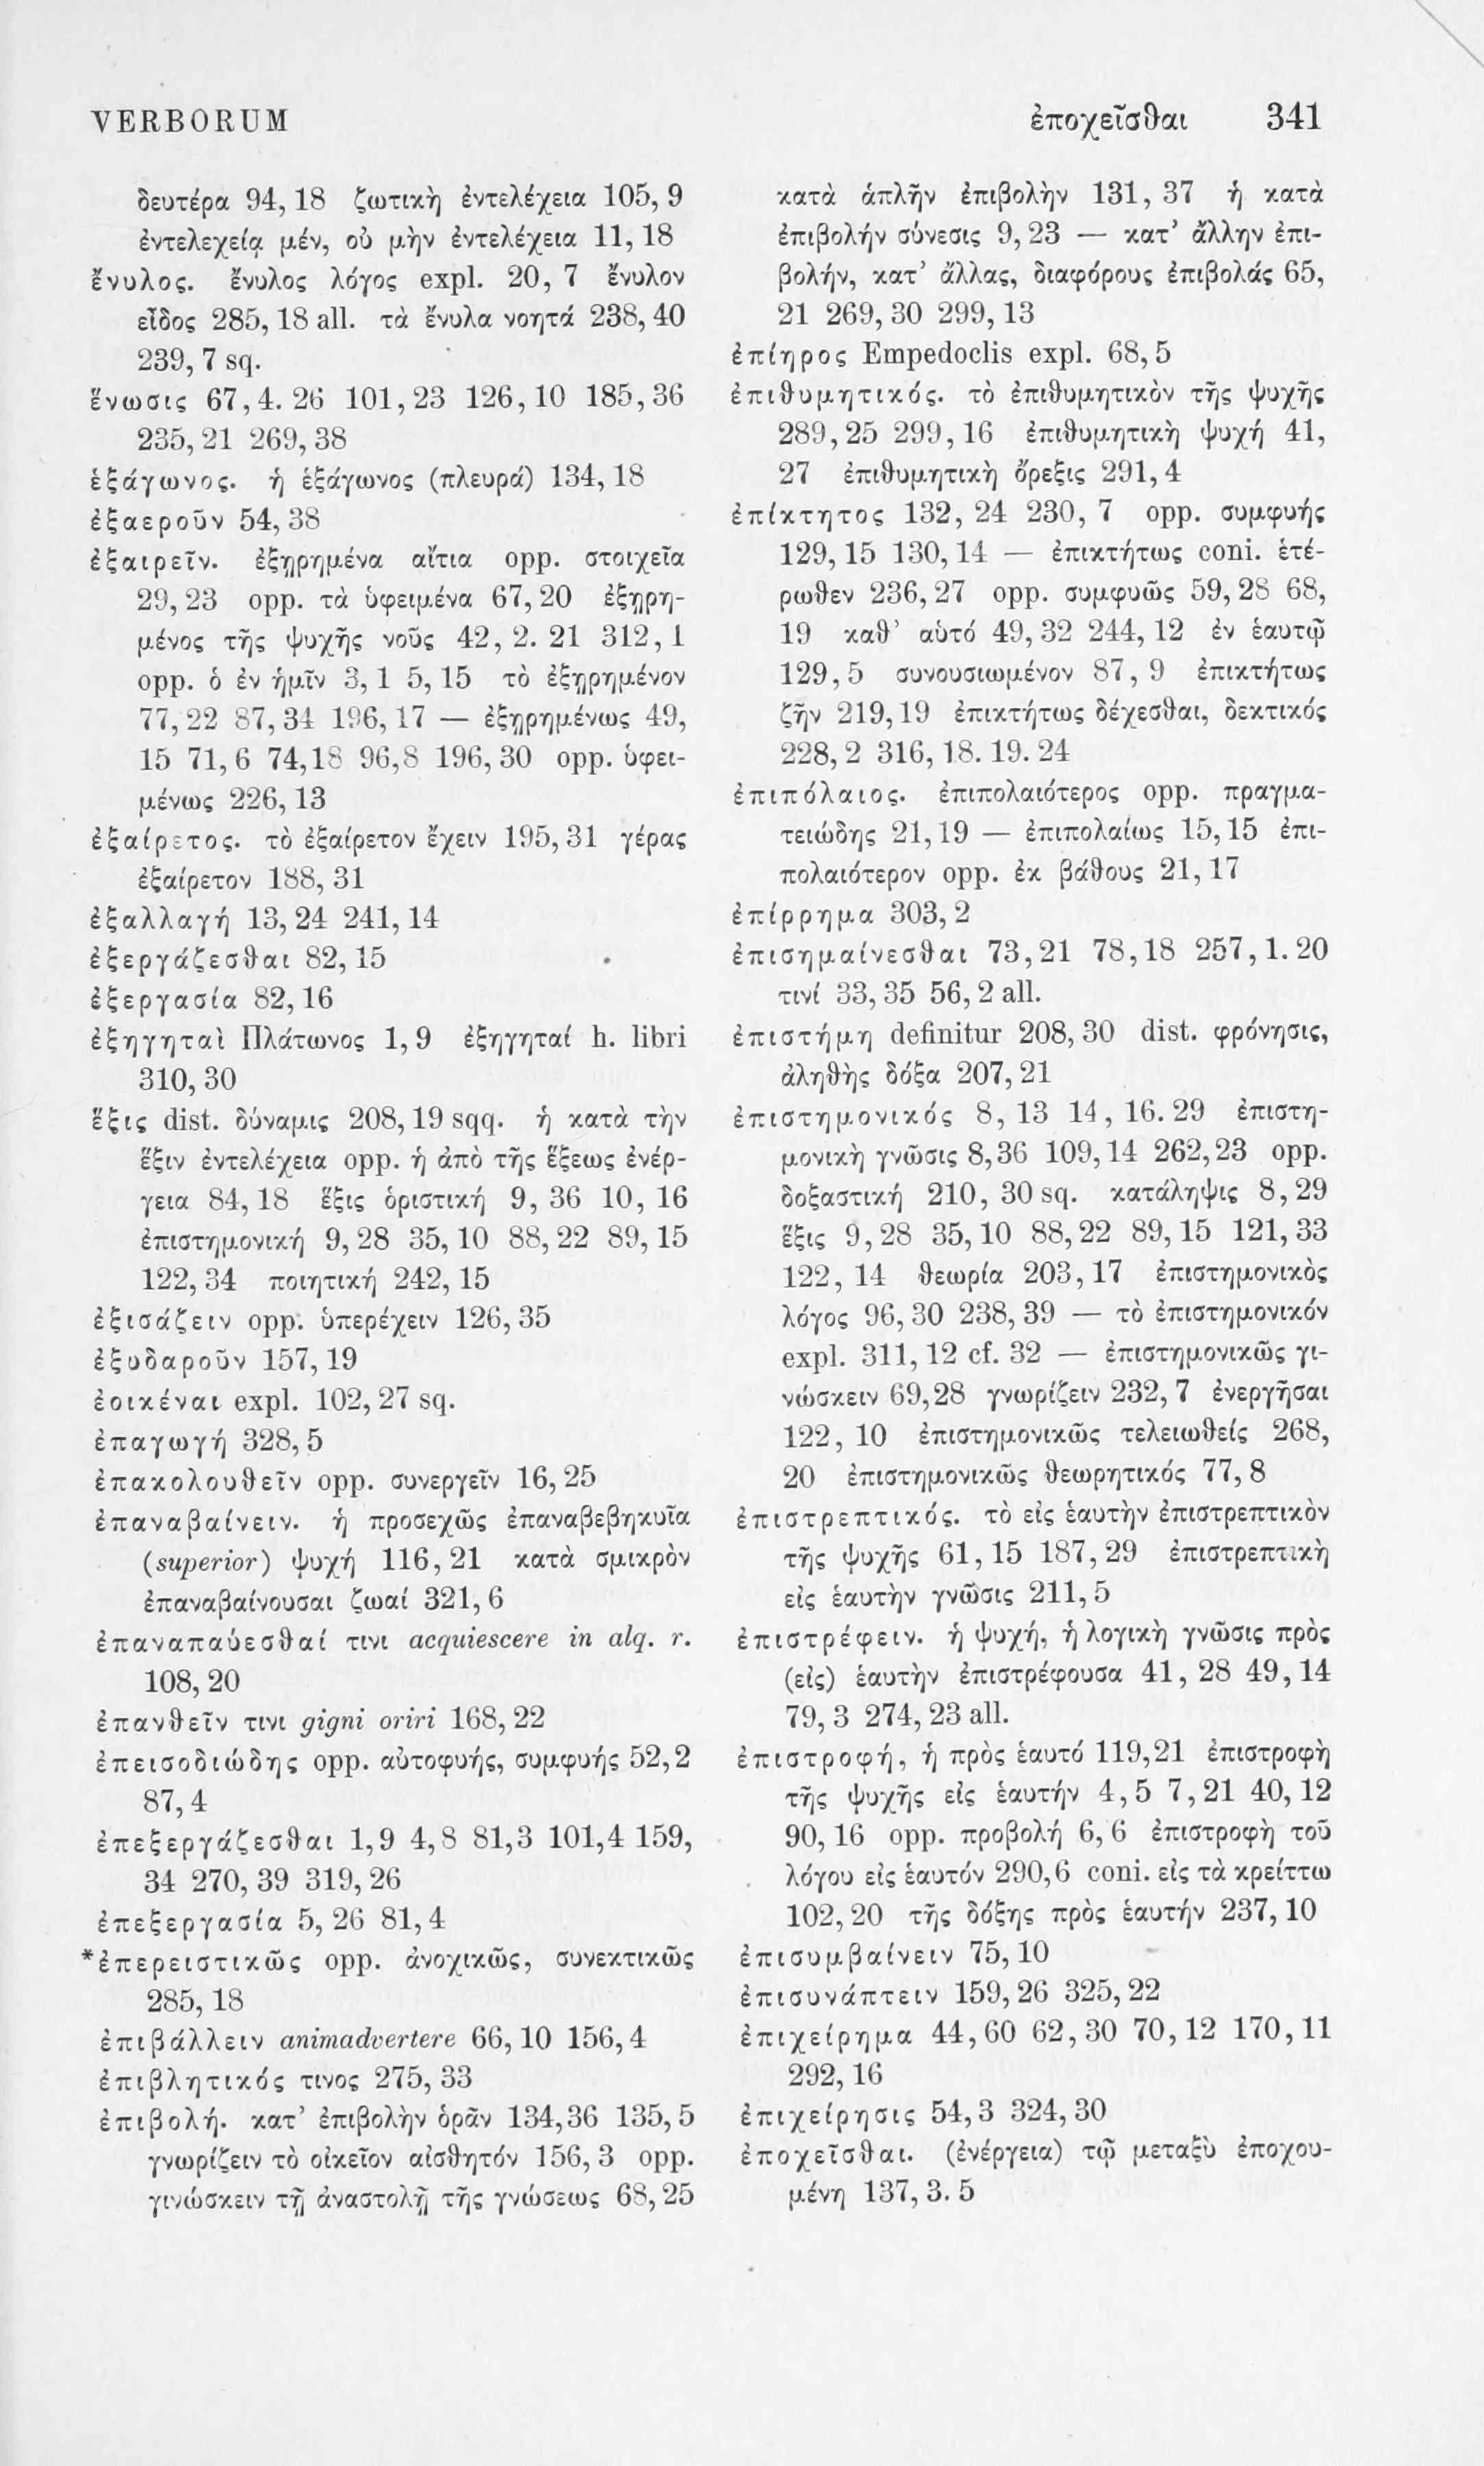 VERBORUM
ἐποχεῖσθαι 341
δευτέρα 94, 18 ζωτικὴ ἐντελέχεια 105, 9
ἐντελεχείᾳ μέν, οὐ μὴν ἐντελέχεια 11, 18
ἔνυλος. ἔνυλος λόγος expl. 20, 7 ἔνυλον
εἶδος 285, 18 all. τὰ ἔνυλα νοητά 238, 40
239, 7 sq.
ἕνωσις 67, 4. 26 101, 23 126, 10 185, 36
235, 21 269, 38
ἑξάγωνος. ἡ ἑξάγωνος (πλευρά) 134, 18
ἐξαεροῦν 54, 38
ἐξαιρεῖν. ἐξῃρημένα αἴτια opp. στοιχεῖα
29, 23 opp. τὰ ὑφειμένα 67, 20 ἐξῃρη-
μένος τῆς ψυχῆς νοῦς 42, 2. 21 312, 1
opp. ὁ ἐν ἡμῖν 3, 1 5, 15 τὸ ἐξῃρημένον
77, 22 87, 34 196, 17 — ἐξῃρημένως 49,
15 71, 6 74, 18 96, 8 196, 30 opp. ὑφει-
μένως 226, 13
ἐξαίρετος. τὸ ἐξαίρετον ἔχειν 195, 31 γέρας
ἐξαίρετον 188, 31
ἐξαλλαγή 13, 24 241, 14
ἐξεργάζεσθαι 82, 15
ἐξεργασία 82, 16
ἐξηγηταὶ Πλάτωνος 1, 9 ἐξηγηταί h. libri
310, 30
ἕξις dist. δύναμις 208, 19 sqq. ἡ κατὰ τὴν
ἕξιν ἐντελέχεια opp. ἡ ἀπὸ τῆς ἕξεως ἐνέρ-
γεια 84, 18 ἕξις ὁριστική 9, 36 10, 16
ἐπιστημονική 9, 28 35, 10 88, 22 89, 15
122, 34 ποιητική 242, 15
ἐξισάζειν opp. ὑπερέχειν 126, 35
ἐξυδαροῦν 157, 19
ἐοικέναι expl. 102, 27 sq.
ἐπαγωγή 328, 5
ἐπακολουθεῖν opp. συνεργεῖν 16, 25
ἐπαναβαίνειν. ἡ προσεχῶς ἐπαναβεβηκυῖα
(superior) ψυχή 116, 21 κατὰ σμικρὸν
ἐπαναβαίνουσαι ζωαί 321, 6
ἐπαναπαύεσθαί τινι acquiescere in alq. r.
108, 20
ἐπανθεῖν τινι gigni oriri 168, 22
ἐπεισοδιώδης opp. αὐτοφυής, συμφυής 52, 2
87, 4
ἐπεξεργάζεσθαι 1, 9 4, 8 81, 3 101, 4 159,
34 270, 39 319, 26
ἐπεξεργασία 5, 26 81, 4
*ἐπερειστικῶς opp. ἀνοχικῶς, συνεκτικῶς
285, 18
ἐπιβάλλειν animadvertere 66, 10 156, 4
ἐπιβλητικός τινος 275, 33
ἐπιβολή. κατ’ ἐπιβολὴν ὁρᾶν 134, 36 135, 5
γνωρίζειν τὸ οἰκεῖον αἰσθητόν 156, 3 opp.
γινώσκειν τῇ ἀναστολῇ τῆς γνώσεως 68, 25
κατὰ ἁπλῆν ἐπιβολὴν 131, 37 ἡ κατὰ
ἐπιβολήν σύνεσις 9, 23 — κατ’ ἄλλην ἐπι-
βολήν, κατ’ ἄλλας, διαφόρους ἐπιβολάς 65,
21 269, 30 299, 13
ἐπίηρος Empedoclis expl. 68, 5
ἐπιθυμητικός. τὸ ἐπιθυμητικὸν τῆς ψυχῆς
289, 25 299, 16 ἐπιθυμητικὴ ψυχή 41,
27 ἐπιθυμητικὴ ὄρεξις 291, 4
ἐπίκτητος 132, 24 230, 7 opp. συμφυής
129, 15 130, 14 — ἐπικτήτως coni. ἑτέ-
ρωθεν 236, 27 opp. συμφυῶς 59, 28 68,
19 καθ’ αὑτό 49, 32 244, 12 ἐν ἑαυτῷ
129, 5 συνουσιωμένον 87, 9 ἐπικτήτως
ζῆν 219, 19 ἐπικτήτως δέχεσθαι, δεκτικός
228, 2 316, 18. 19. 24
ἐπιπόλαιος. ἐπιπολαιότερος opp. πραγμα-
τειώδης 21, 19 — ἐπιπολαίως 15, 15 ἐπι-
πολαιότερον opp. ἐκ βάθους 21, 17
ἐπίρρημα 303, 2
ἐπισημαίνεσθαι 73, 21 78, 18 257, 1. 20
τινί 33, 35 56, 2 all.
ἐπιστήμη definitur 208, 30 dist. φρόνησις,
ἀληθὴς δόξα 207, 21
ἐπιστημονικός 8, 13 14, 16. 29 ἐπιστη-
μονικὴ γνῶσις 8, 36 109, 14 262, 23 opp.
δοξαστική 210, 30 sq. κατάληψις 8, 29
ἕξις 9, 28 35, 10 88, 22 89, 15 121, 33
122, 14 θεωρία 203, 17 ἐπιστημονικὸς
λόγος 96, 30 238, 39 — τὸ ἐπιστημονικόν
expl. 311, 12 cf. 32 — ἐπιστημονικῶς γι-
νώσκειν 69, 28 γνωρίζειν 232, 7 ἐνεργῆσαι
122, 10 ἐπιστημονικῶς τελειωθείς 268,
20 ἐπιστημονικῶς θεωρητικός 77, 8
ἐπιστρεπτικός. τὸ εἰς ἑαυτὴν ἐπιστρεπτικὸν
τῆς ψυχῆς 61, 15 187, 29 ἐπιστρεπτικὴ
εἰς ἑαυτὴν γνῶσις 211, 5
ἐπιστρέφειν. ἡ ψυχή, ἡ λογικὴ γνῶσις πρὸς
(εἰς) ἑαυτὴν ἐπιστρέφουσα 41, 28 49, 14
79, 3 274, 23 all.
ἐπιστροφή, ἡ πρὸς ἑαυτό 119, 21 ἐπιστροφὴ
τῆς ψυχῆς εἰς ἑαυτήν 4, 5 7, 21 40, 12
90, 16 opp. προβολή 6, 6 ἐπιστροφὴ τοῦ
λόγου εἰς ἑαυτόν 290, 6 coni. εἰς τὰ κρείττω
102, 20 τῆς δόξης πρὸς ἑαυτήν 237, 10
ἐπισυμβαίνειν 75, 10
ἐπισυνάπτειν 159, 26 325, 22
ἐπιχείρημα 44, 60 62, 30 70, 12 170, 11
292, 16
ἐπιχείρησις 54, 3 324, 30
ἐποχεῖσθαι. (ἐνέργεια) τῷ μεταξὺ ἐποχου-
μένη 137, 3. 5